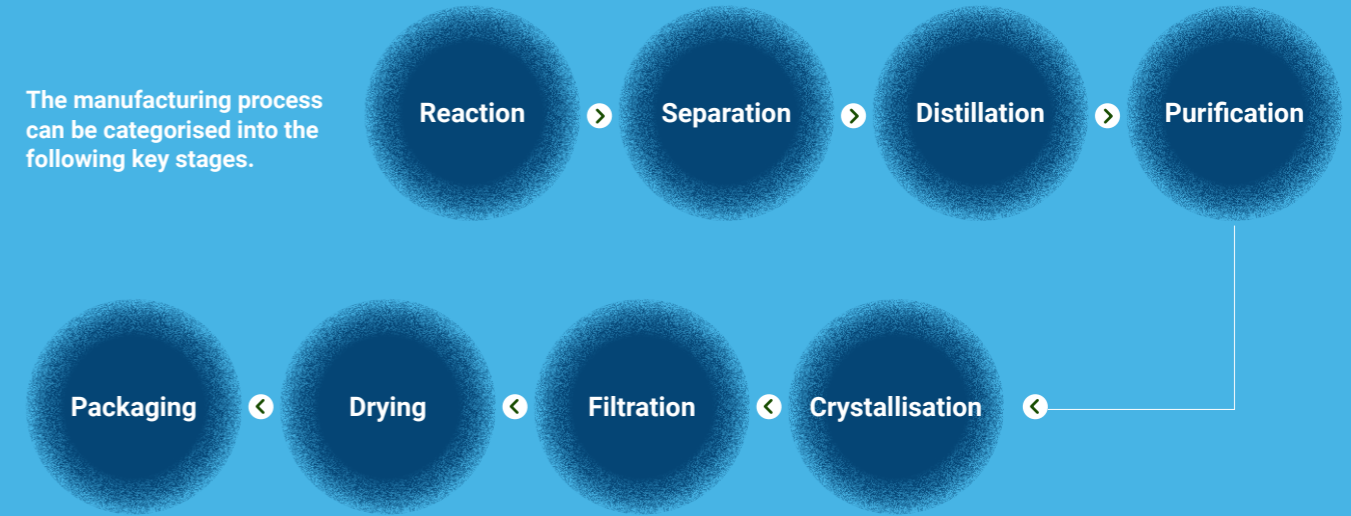 The manufacturing process
can be categorised into the
following key stages.
Reaction
Separation
Distillation
Purification
Crystallisation
Filtration
Drying
Packaging